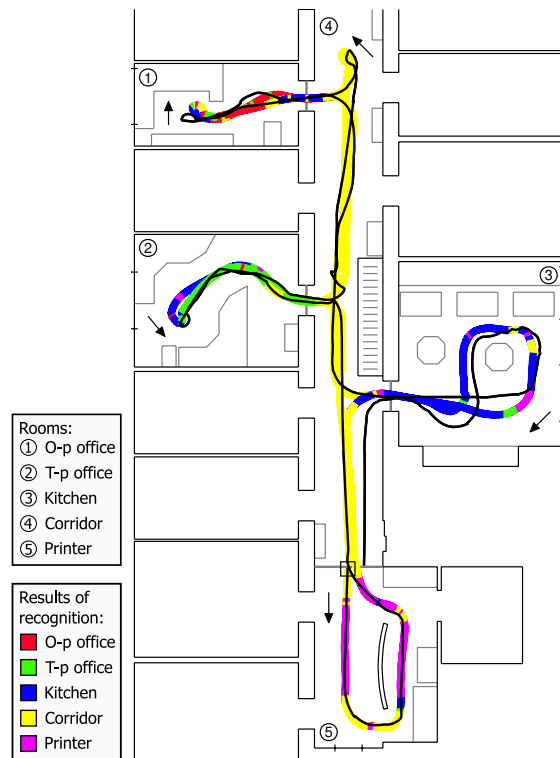 ④
①
②
③
Rooms:
① O-p office
② T-p office
③ Kitchen
④ Corridor
⑤ Printer
Results of
recognition:
O-p office
T-p office
Kitchen
Corridor
Printer
⑤